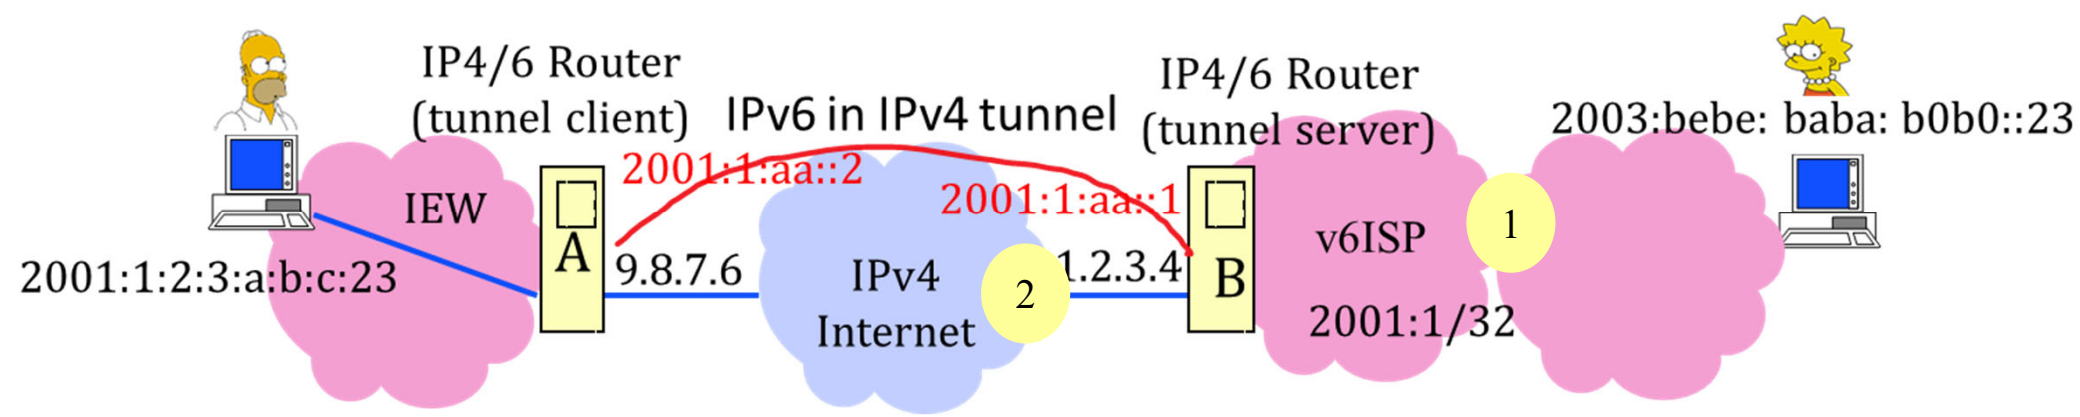 IP4/6 Router
(tunnel client)
IPv6 in IPv4 tunnel
IP4/6 Router
(tunnel server)
2003:bebe: baba: b0b0::23
2001:1:aa::2
2001:1:aa::1
IEW
A
9.8.7.6
IPv4
Internet
2
1.2.3.4
B
v6ISP
1
2001:1:2:3:a:b:c:23
2001:1/32